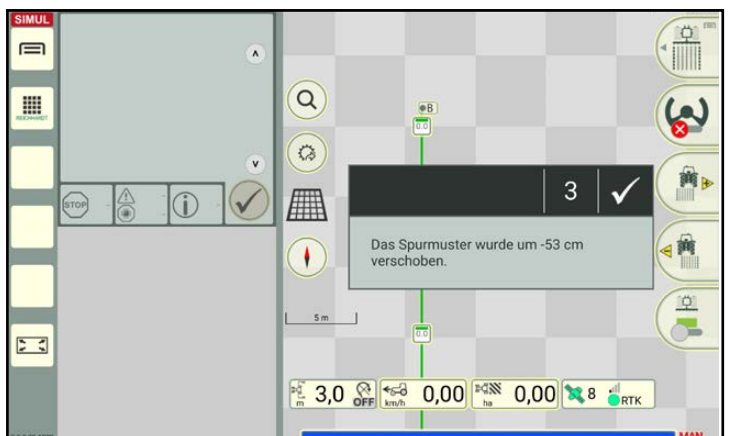 SIMUL
REICHHARDT
STOP
B
0.0
3
Das Spurmuster wurde um -53 cm
verschoben.
5 m
0.0
m 3,0 OFF
km/h 0,00
ha 0,00
8 RTK
MAN